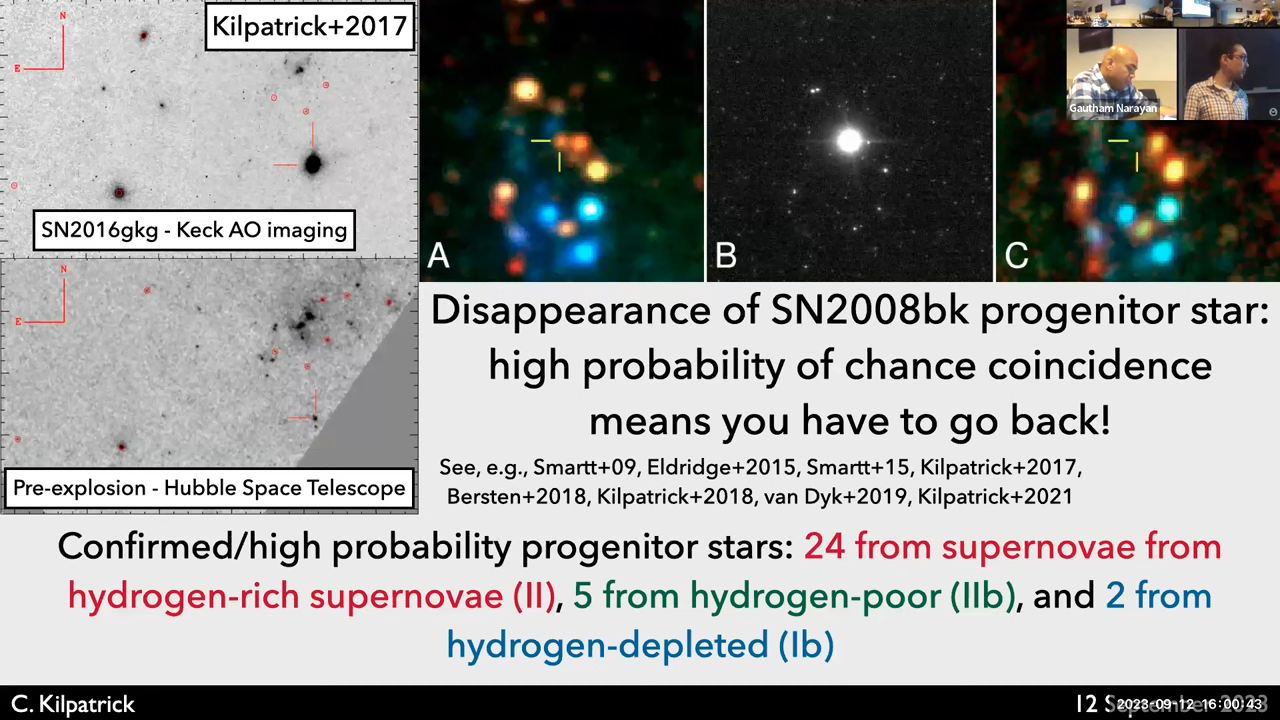 Kilpatrick+2017
N
E
SN2016gkg - Keck AO imaging
N
E
Pre-explosion - Hubble Space Telescope
A
B
C
Gautham Narayan
Disappearance of SN2008bk progenitor star:
high probability of chance coincidence
means you have to go back!
See, e.g., Smartt+09, Eldridge+2015, Smartt+15, Kilpatrick+2017,
Bersten+2018, Kilpatrick+2018, van Dyk+2019, Kilpatrick+2021
Confirmed/high probability progenitor stars: 24 from supernovae from
hydrogen-rich supernovae (II), 5 from hydrogen-poor (IIb), and 2 from
hydrogen-depleted (Ib)
C. Kilpatrick
12 September 2023
2023-09-12 16:00:43